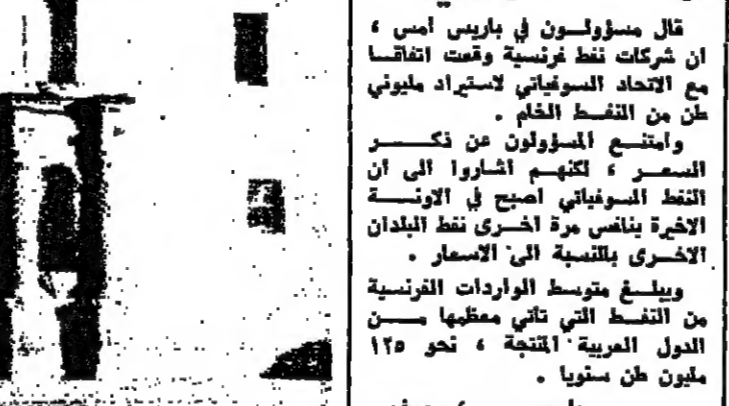 قال مسؤولون في باريس أمس ،
ان شركات نفط فرنسية وقعت اتفاقا
مع الاتحاد السوفياتي لاستيراد مليوني
طن من النفط الخام .
وامتنع المسؤولون عن ذكر
السعر ، لكنهم اشاروا الى أن
النفط السوفياتي اصبح في الاونة
الاخيرة ينافس مرة اخرى نفط البلدان
الاخرى بالنسبة الى الاسعار .
ويبلغ متوسط الواردات الفرنسية
من النفط التي تأتي معظمها من
الدول العربية المنتجة ، نحو ١٢٥
مليون طن سنويا .